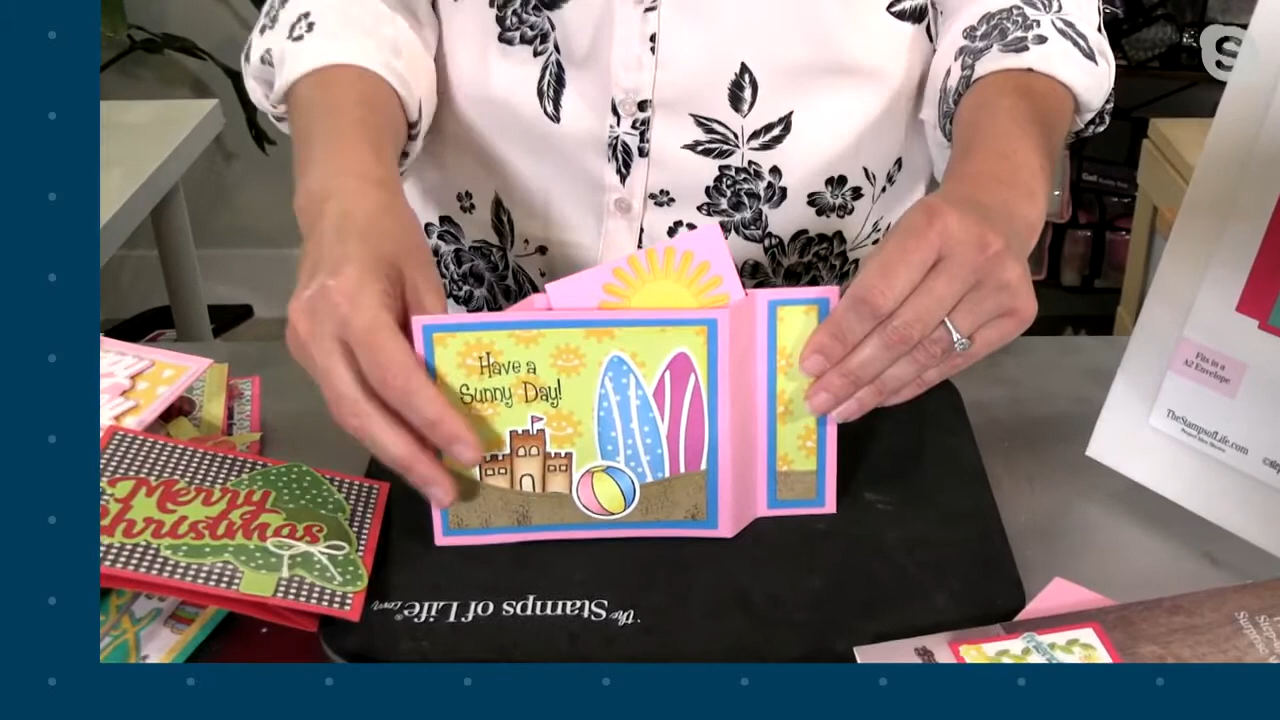 Have a
Sunny Day!
Merry
Christmas
the Stamps of Life.com®
Fits in a
A2 Envelope
TheStampsofLife.com